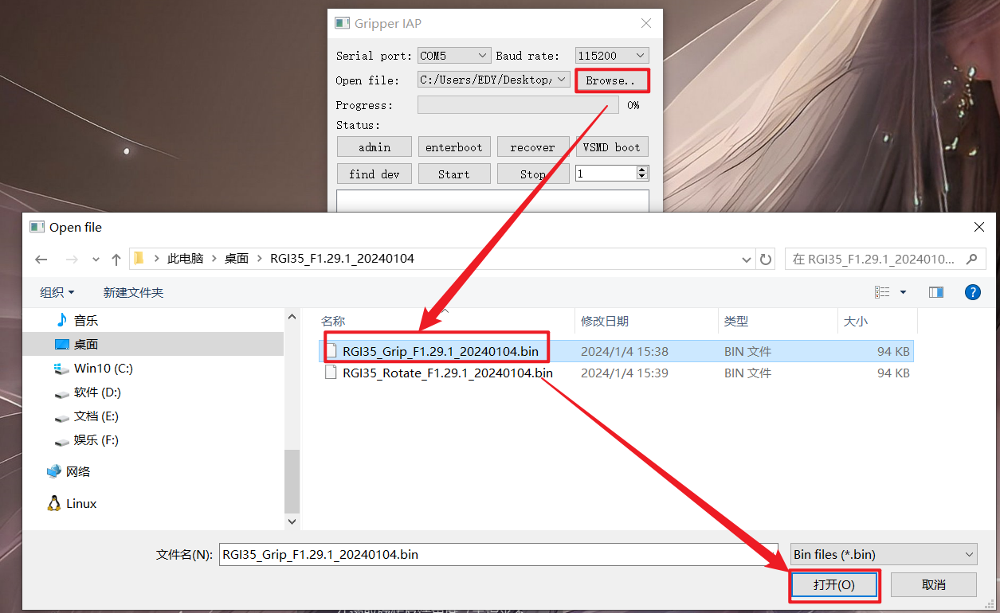 Gripper IAP
Serial port: COM5 Baud rate: 115200
Open file: C:/Users/EDY/Desktop/ Browse..
Progress: 0%
Status:
admin enterboot recover VSMD boot
find dev Start Stop 1
Open file
此电脑 > 桌面 > RGI35_F1.29.1_20240104
在 RGI35_F1.29.1_2024010...
组织 新建文件夹
音乐
桌面
Win10 (C:)
软件 (D:)
文档 (E:)
娱乐 (F:)
网络
Linux
名称 修改日期 类型 大小
RGI35_Grip_F1.29.1_20240104.bin 2024/1/4 15:38 BIN 文件 94 KB
RGI35_Rotate_F1.29.1_20240104.bin 2024/1/4 15:39 BIN 文件 94 KB
文件名(N): RGI35_Grip_F1.29.1_20240104.bin Bin files (*.bin)
打开(O) 取消